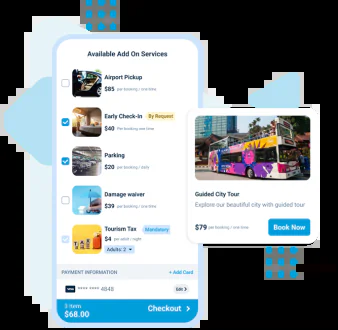 Available Add On Services
Airport Pickup
$85 per booking / one time
Early Check-In By Request
$40 Per booking one time
Parking
$20 per booking / date
Damage waiver
$39 per booking / one time
Tourism Tax Mandatory
$4 per adult / night
Adults: 2
PAYMENT INFORMATION + Add Card
VISA **** **** **** 4848
Checkout
$68.00
Guided City Tour
Explore our beautiful city with guided tour
$79 per booking / one time Book Now